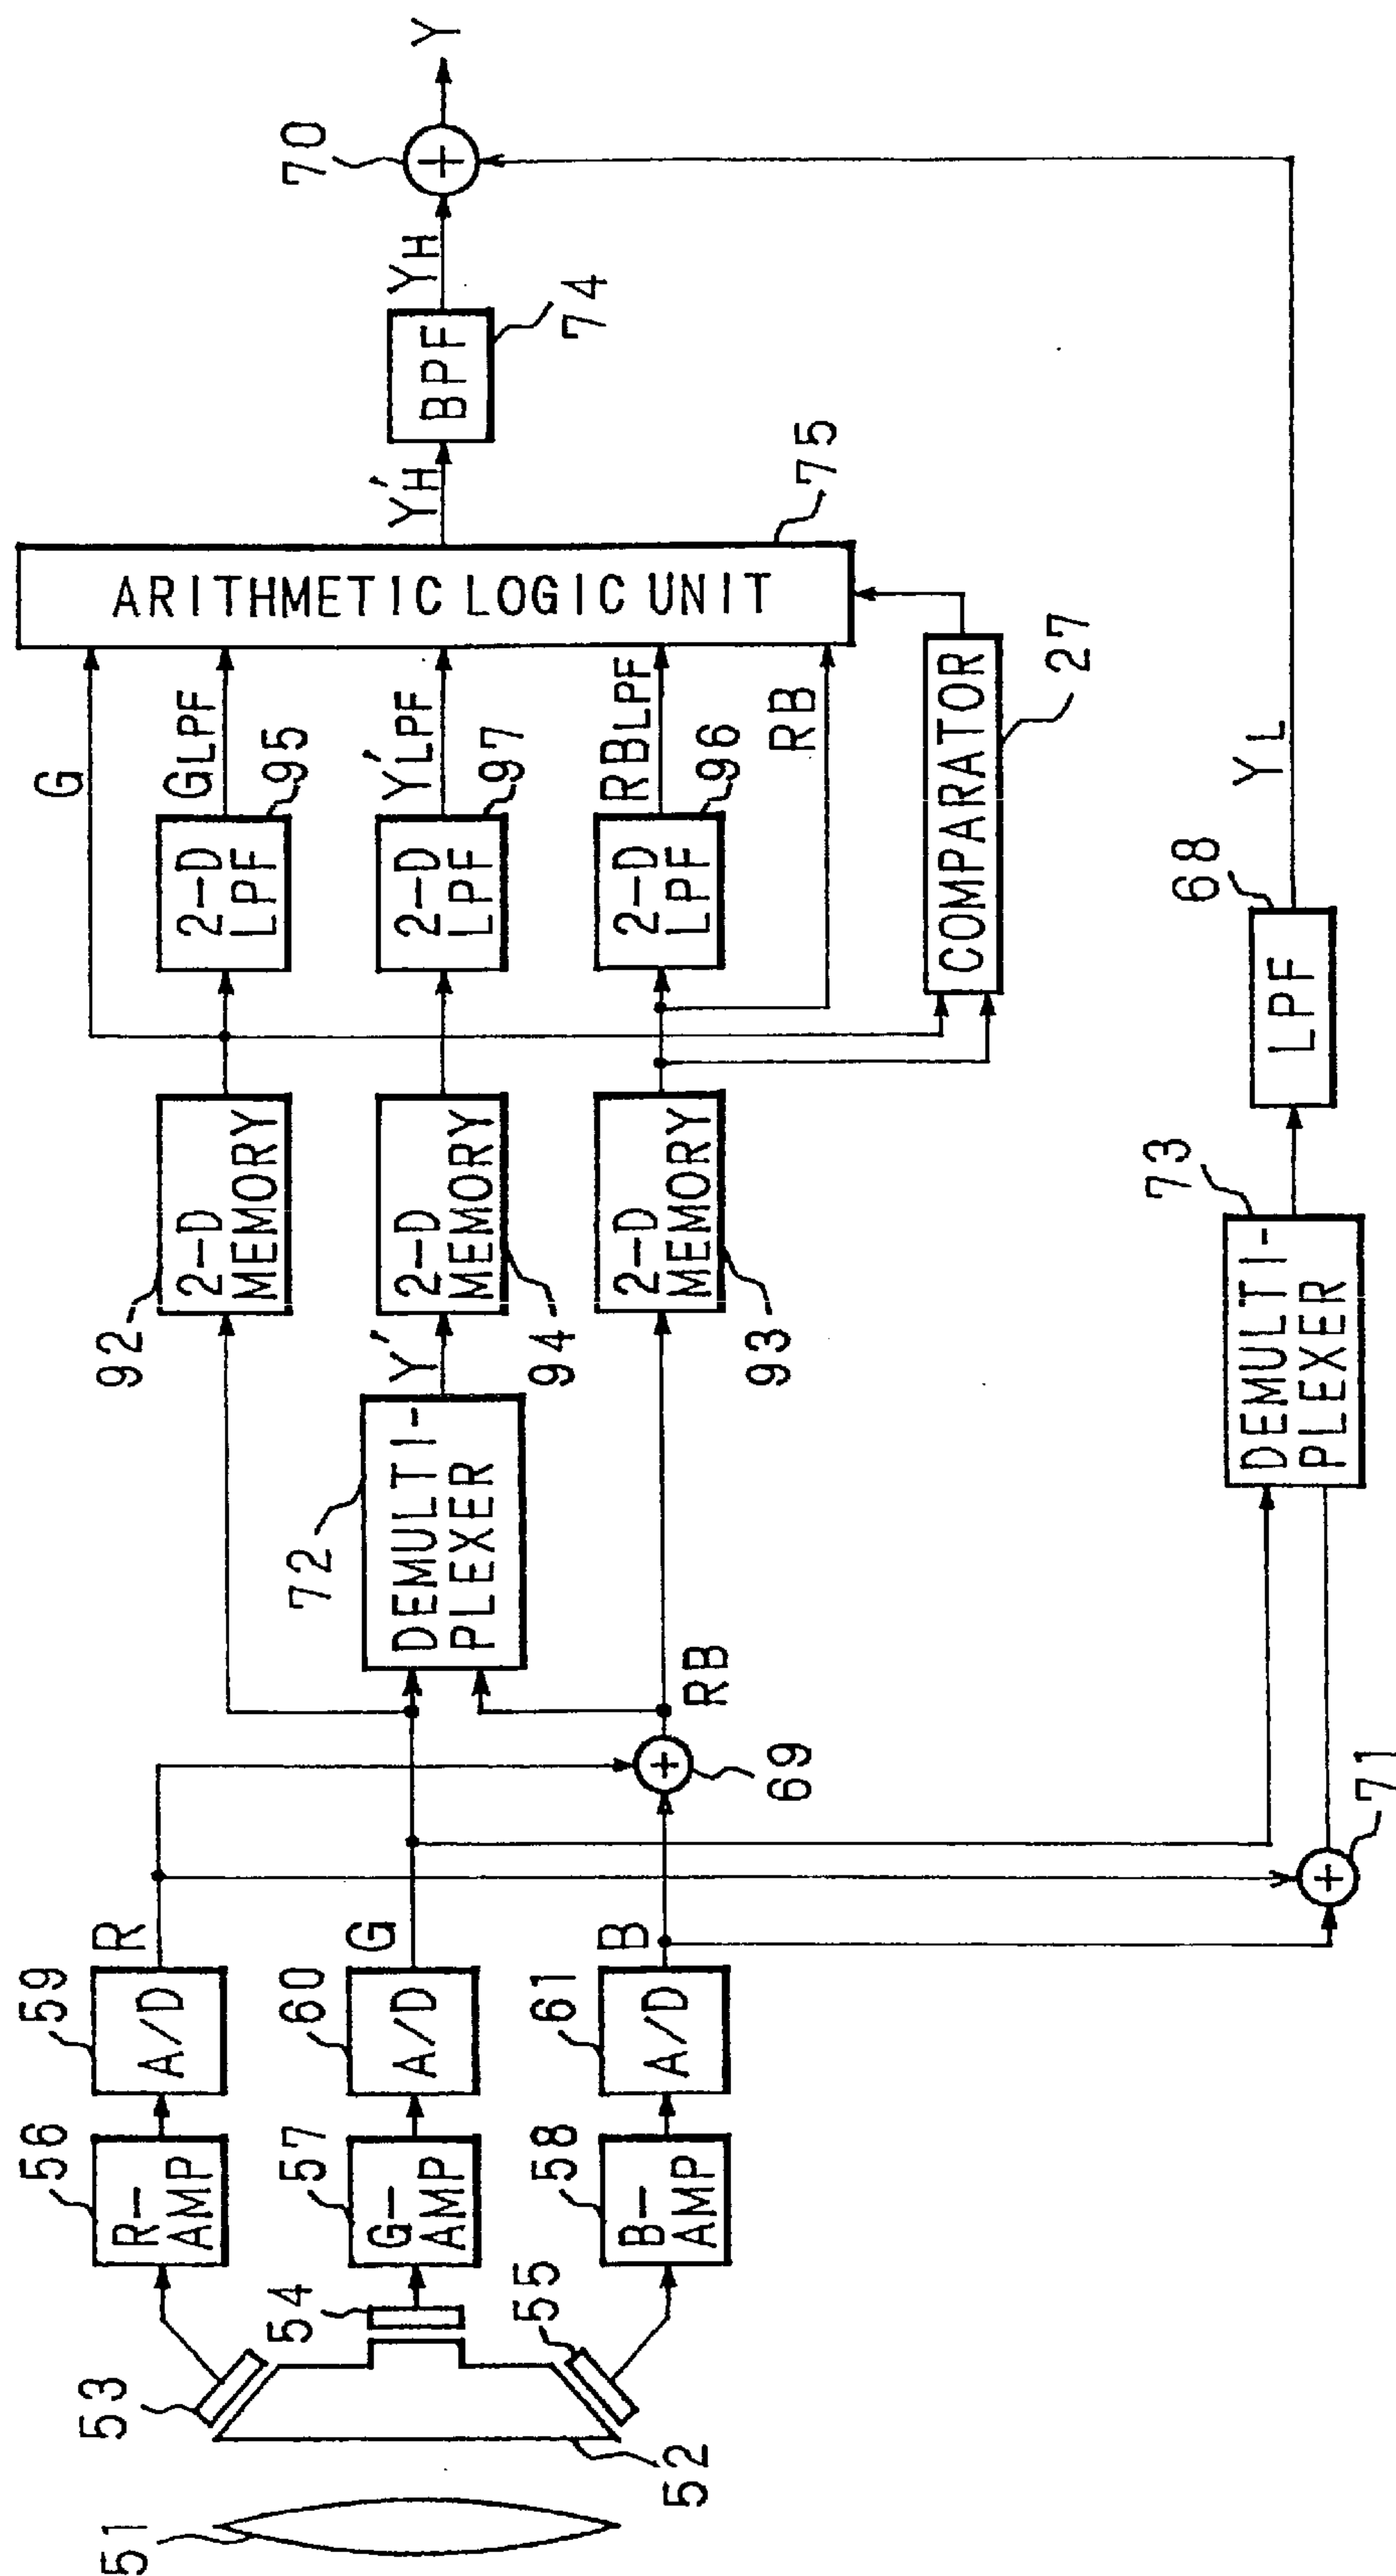 51
52
53
54
55
56
R-
AMP
57
G-
AMP
58
B-
AMP
59
A/D
R
60
A/D
G
61
A/D
B
69
RB
71
72
DEMULTI-
PLEXER
Y'
73
DEMULTI-
PLEXER
92
2-D
MEMORY
94
2-D
MEMORY
93
2-D
MEMORY
G
2-D
LPF
95
GLPF
2-D
LPF
97
Y'LPF
2-D
LPF
96
RBLPF
RB
COMPARATOR
27
LPF
68
YL
ARITHMETIC LOGIC UNIT
75
Y'H
BPF
74
YH
70
Y